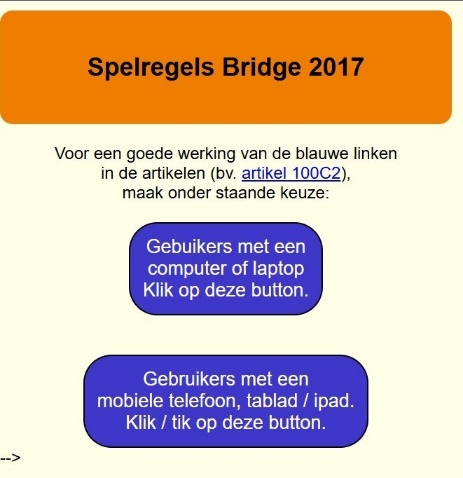 Spelregels Bridge 2017
Voor een goede werking van de blauwe linken
in de artikelen (bv. artikel 100C2),
maak onder staande keuze:
Gebuikers met een
computer of laptop
Klik op deze button.
Gebruikers met een
mobiele telefoon, tablad / ipad.
Klik / tik op deze button.
-->